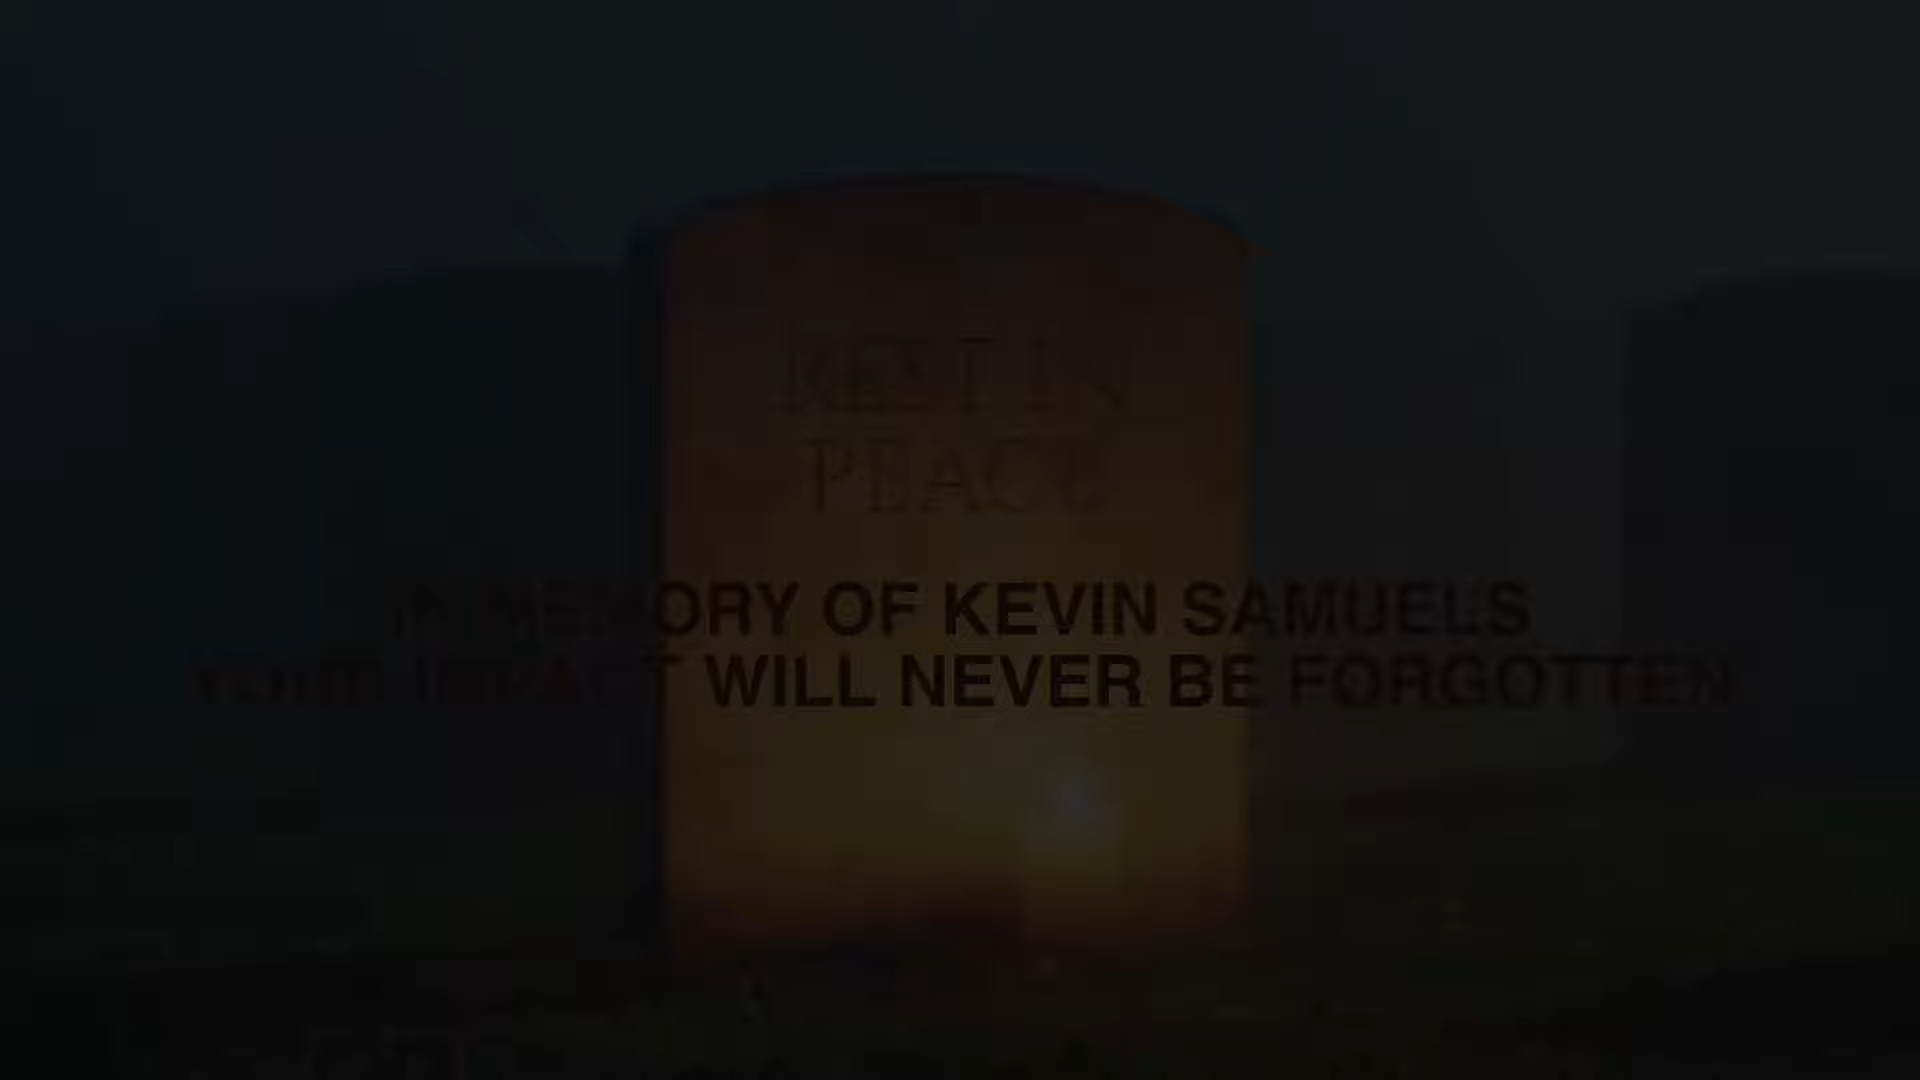 REST IN
PEACE
IN MEMORY OF KEVIN SAMUELS
YOUR IMPACT WILL NEVER BE FORGOTTEN